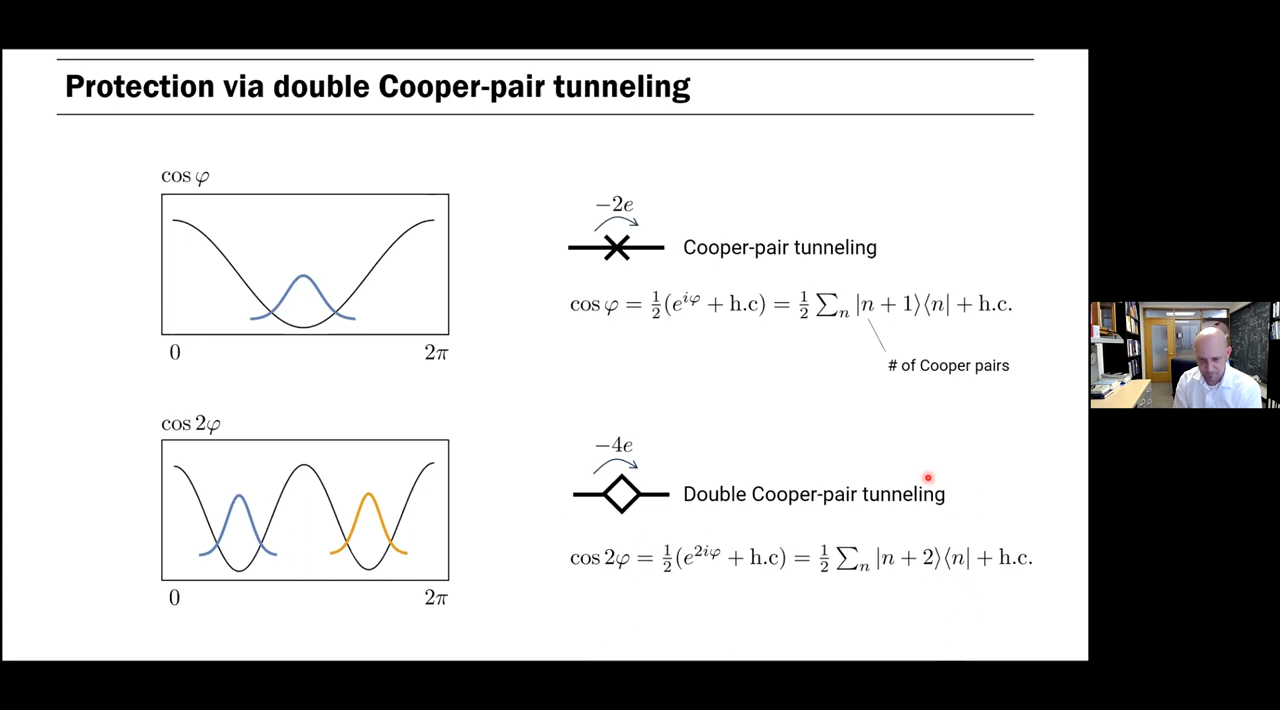 Protection via double Cooper-pair tunneling
cos φ
0 2π
−2e
Cooper-pair tunneling
cos φ = ½(e^{iφ} + h.c) = ½ ∑ₙ |n + 1⟩⟨n| + h.c.
# of Cooper pairs
cos 2φ
0 2π
−4e
Double Cooper-pair tunneling
cos 2φ = ½(e^{2iφ} + h.c) = ½ ∑ₙ |n + 2⟩⟨n| + h.c.